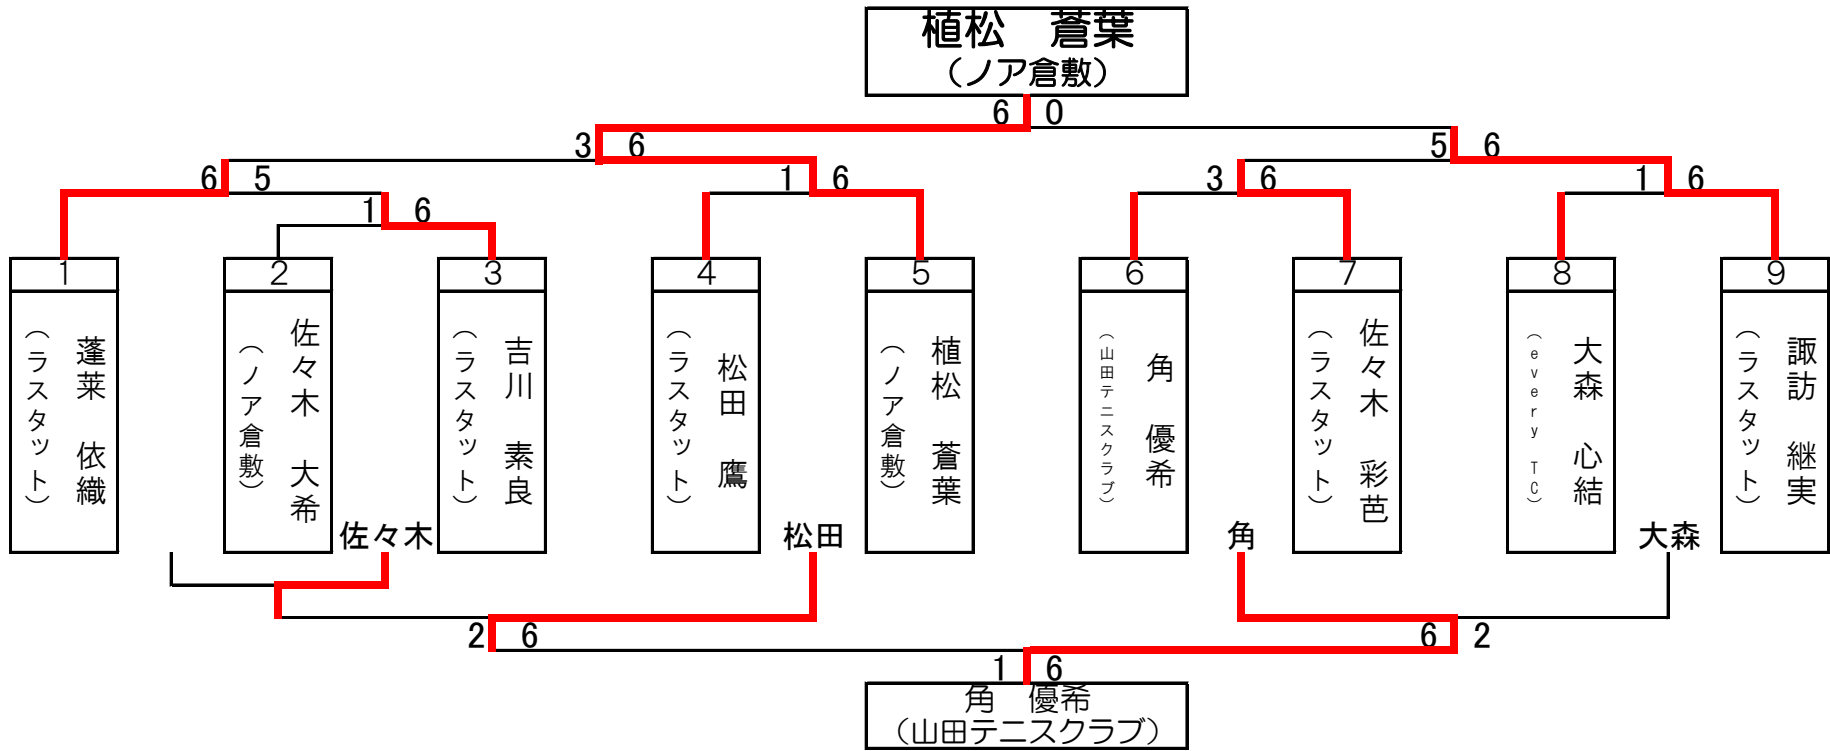 植松　蒼葉
（ノア倉敷）
6 0
3 6
5 6
6 5
1 6
3 6
1 6
1 6
1
2
3
4
5
6
7
8
9
蓬莱　依織
（ラスタット）
佐々木　大希
（ノア倉敷）
吉川　素良
（ラスタット）
松田　鷹
（ラスタット）
植松　蒼葉
（ノア倉敷）
角　優希
（山田テニスクラブ）
佐々木　彩芭
（ラスタット）
大森　心結
（every TC）
諏訪　継実
（ラスタット）
佐々木
松田
角
大森
2 6
6 2
1 6
角　優希
（山田テニスクラブ）